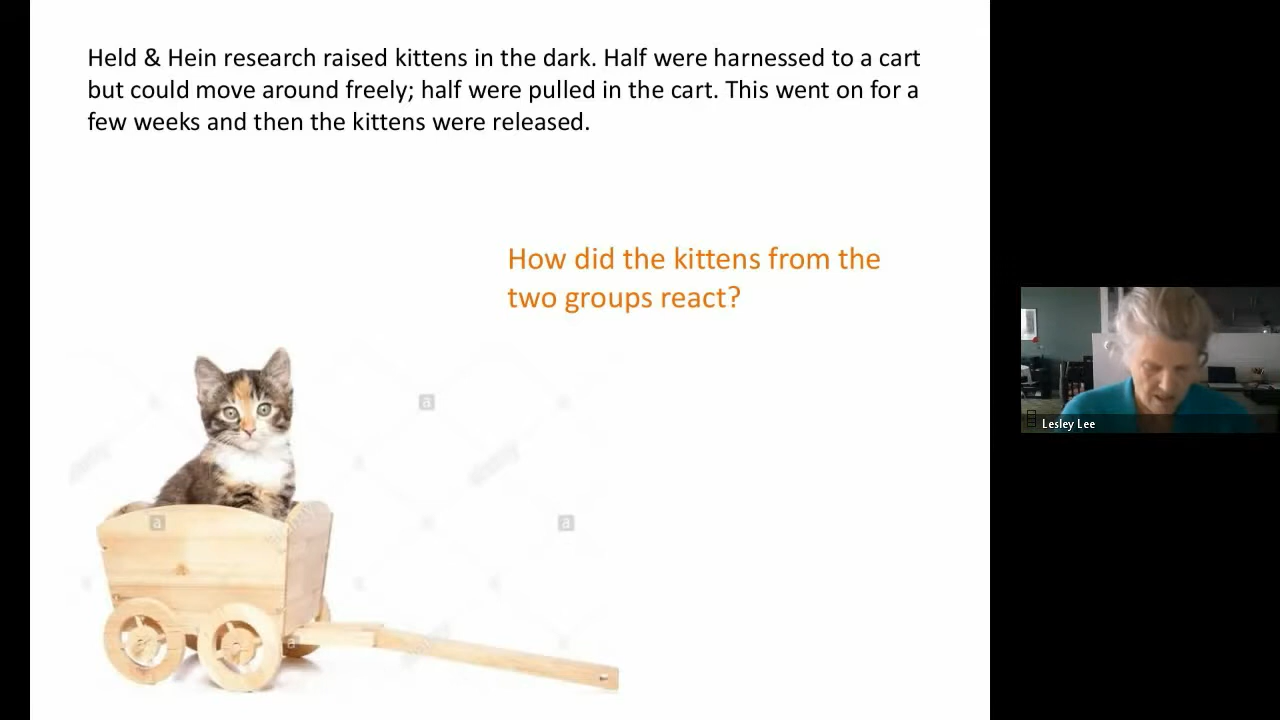 Held & Hein research raised kittens in the dark. Half were harnessed to a cart
but could move around freely; half were pulled in the cart. This went on for a
few weeks and then the kittens were released.
How did the kittens from the
two groups react?
a
a
a
a
Lesley Lee